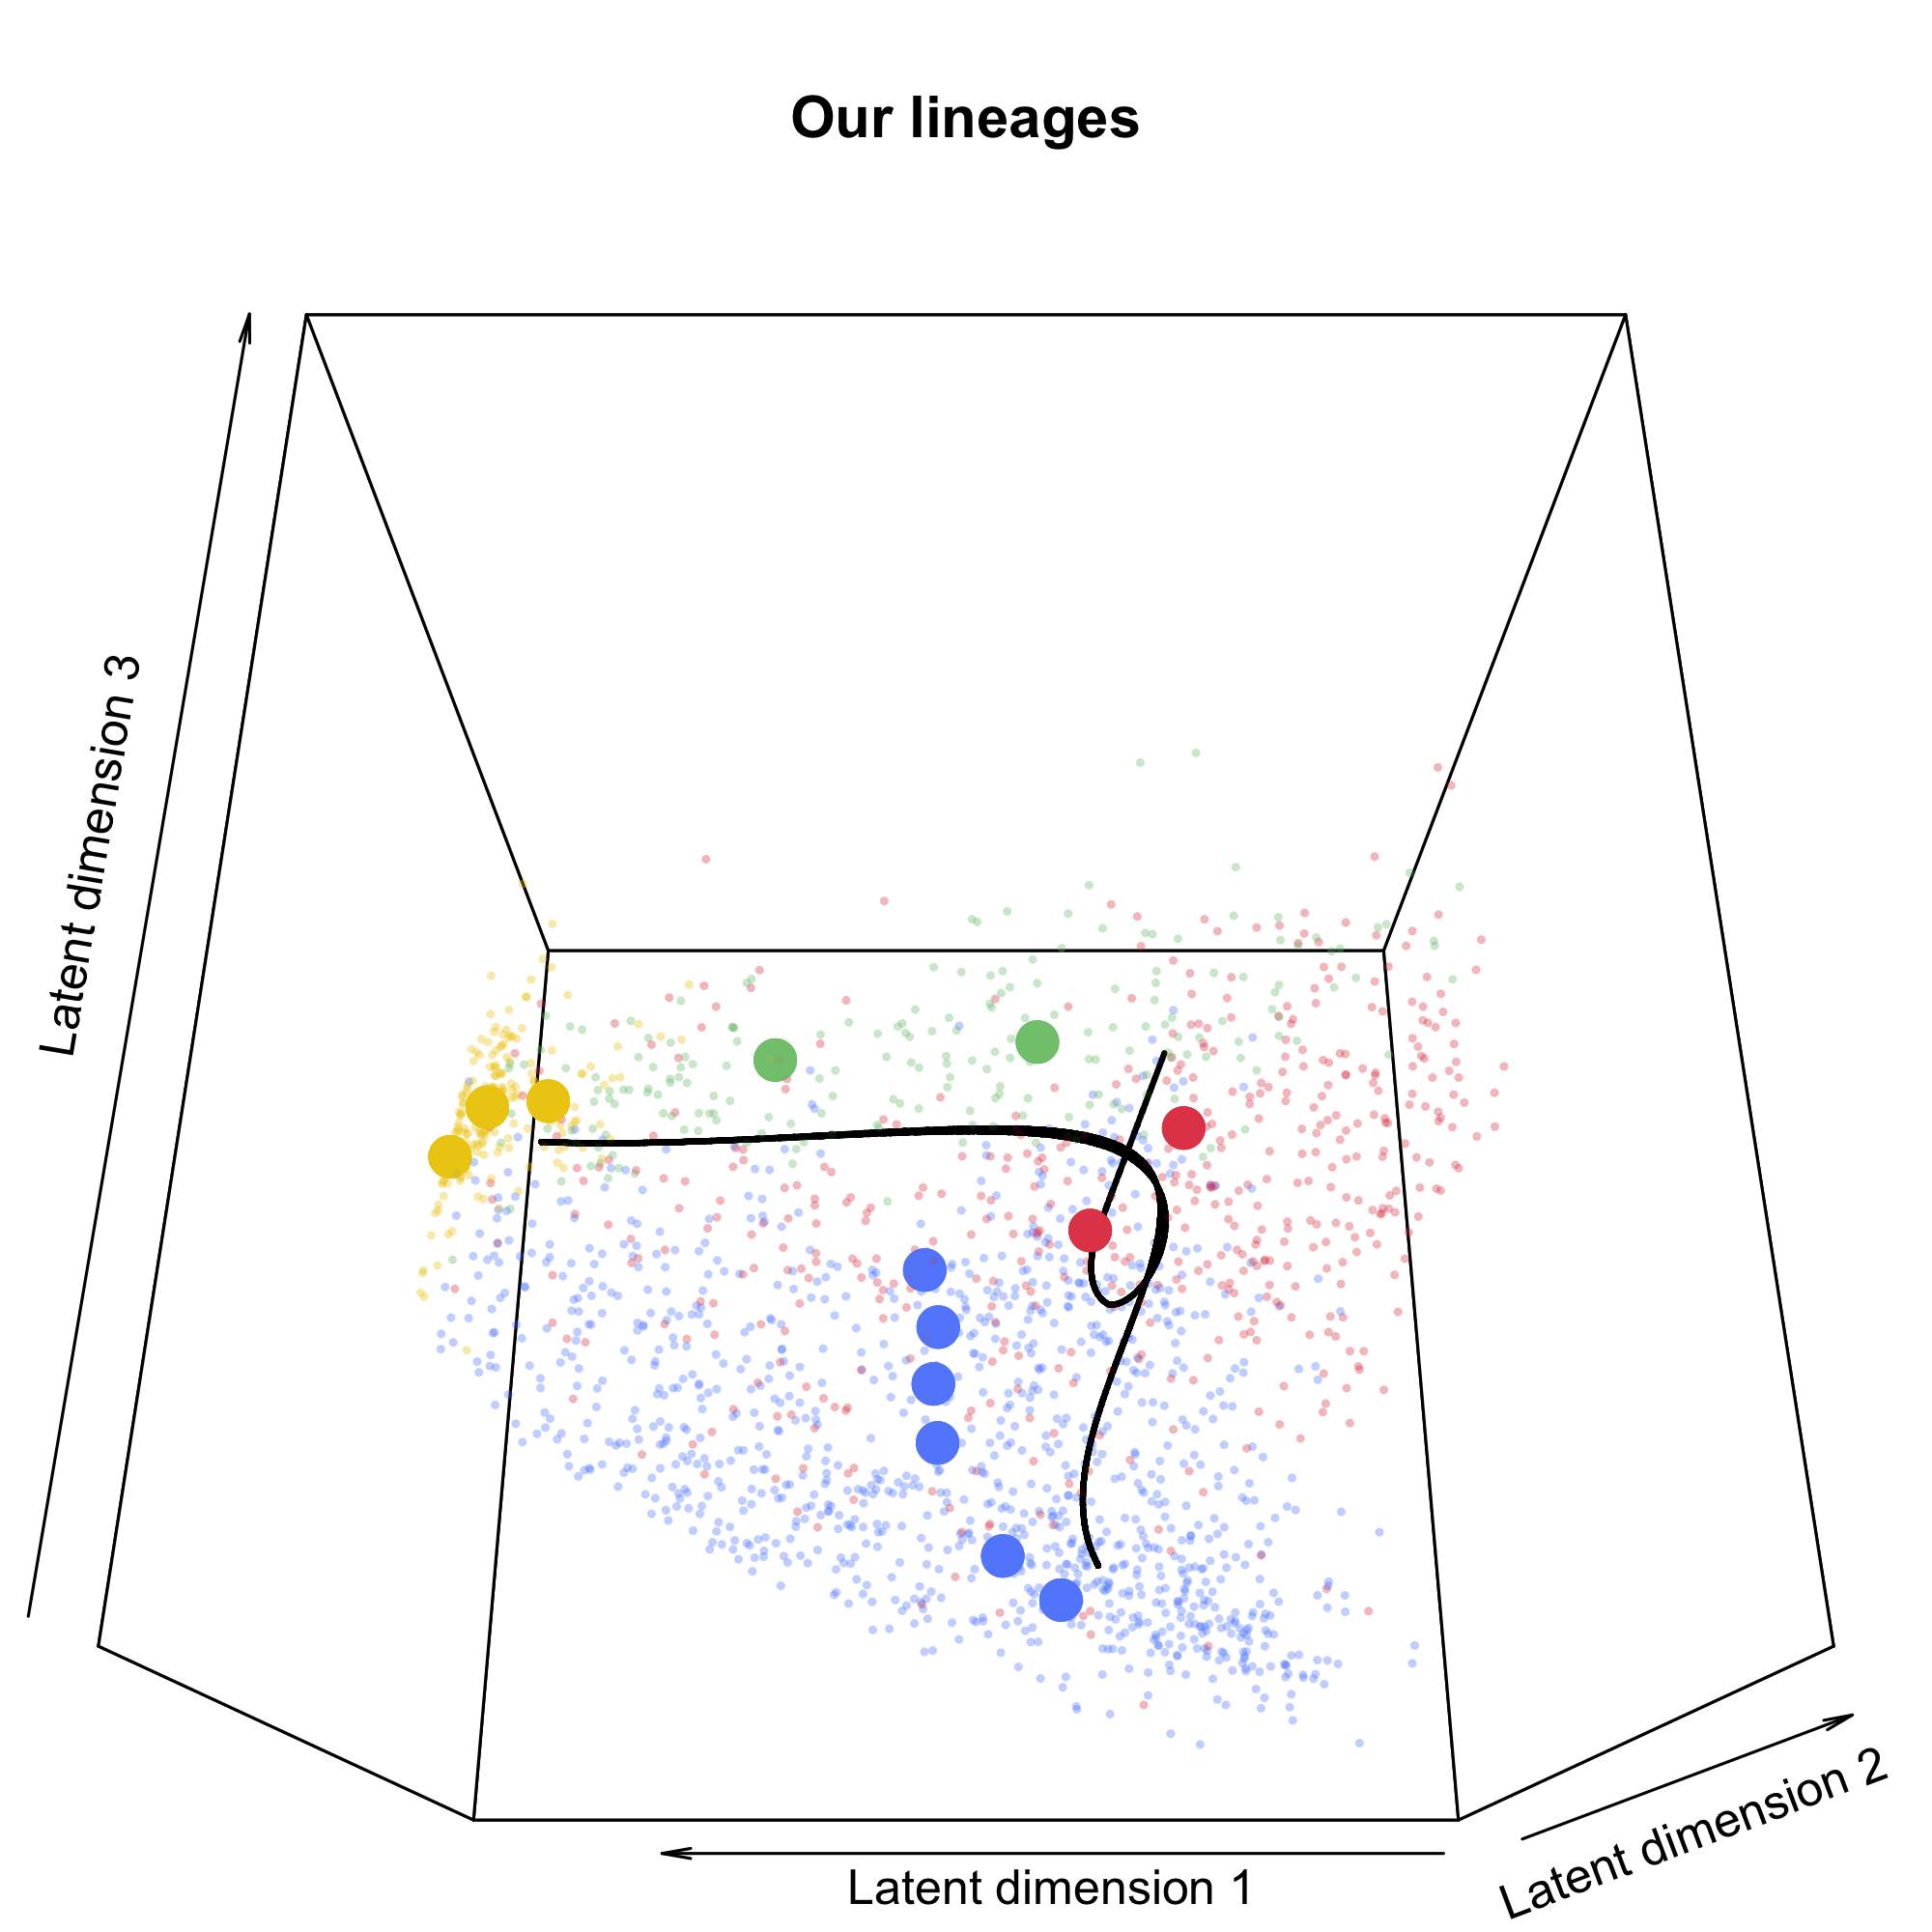 Our lineages
Latent dimension 3
Latent dimension 2
Latent dimension 1